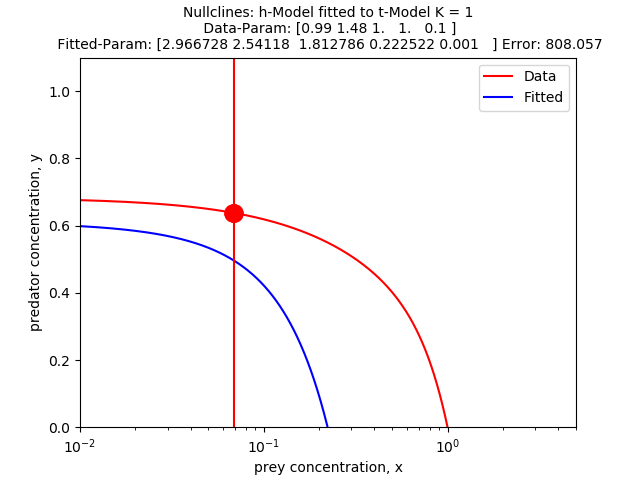 Nullclines: h-Model fitted to t-Model K = 1
Data-Param: [0.99 1.48 1.   1.   0.1 ]
Fitted-Param: [2.966728 2.54118  1.812786 0.222522 0.001   ] Error: 808.057
Data
Fitted
predator concentration, y
1.0
0.8
0.6
0.4
0.2
0.0
10⁻²
10⁻¹
10⁰
prey concentration, x